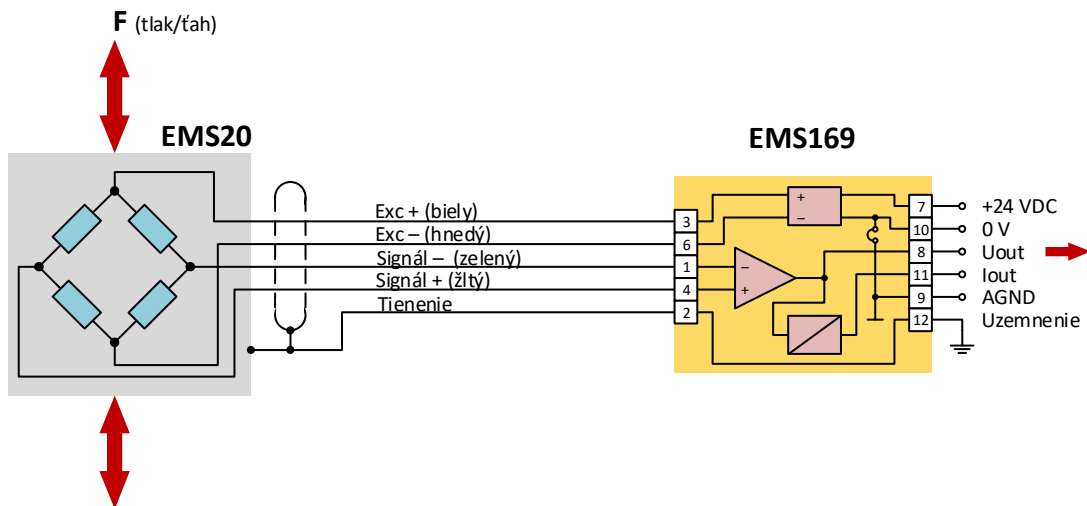 F (tlak/ťah)
EMS20
EMS169
Exc + (biely)
Exc – (hnedý)
Signál – (zelený)
Signál + (žltý)
Tienenie
3
6
1
4
2
+
–
–
+
7
10
8
11
9
12
+24 VDC
0 V
Uout
Iout
AGND
Uzemnenie